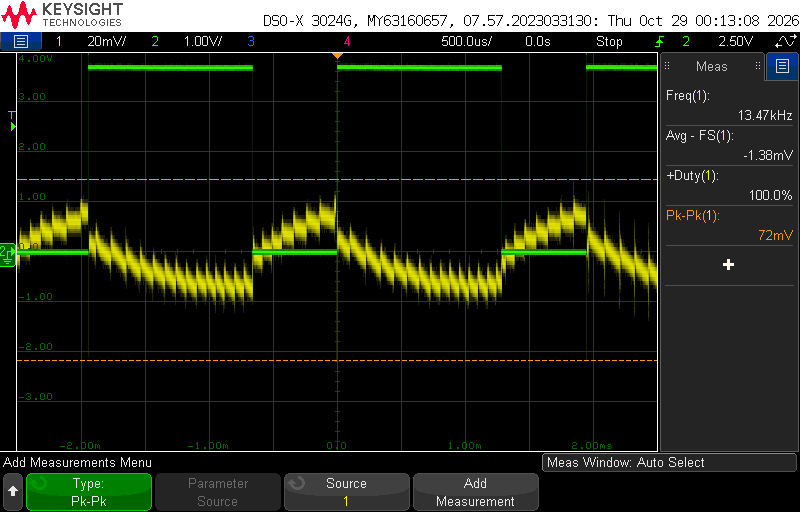 KEYSIGHT
TECHNOLOGIES
DSO-X 3024G, MY63160657, 07.57.2023033130: Thu Oct 29 00:13:08 2026
1 20mV/ 2 1.00V/ 3 4 500.0us/ 0.0s Stop 2 2.50V
4.00V
3.00
2.00
1.00
0.0
-1.00
-2.00
-3.00
T
2
-2.00m -1.00m 0.0 1.00m 2.00ms
Meas
Freq(1):
13.47kHz
Avg - FS(1):
-1.38mV
+Duty(1):
100.0%
Pk-Pk(1):
72mV
Add Measurements Menu
Meas Window: Auto Select
Type:
Pk-Pk
Parameter
Source
Source
1
Add
Measurement